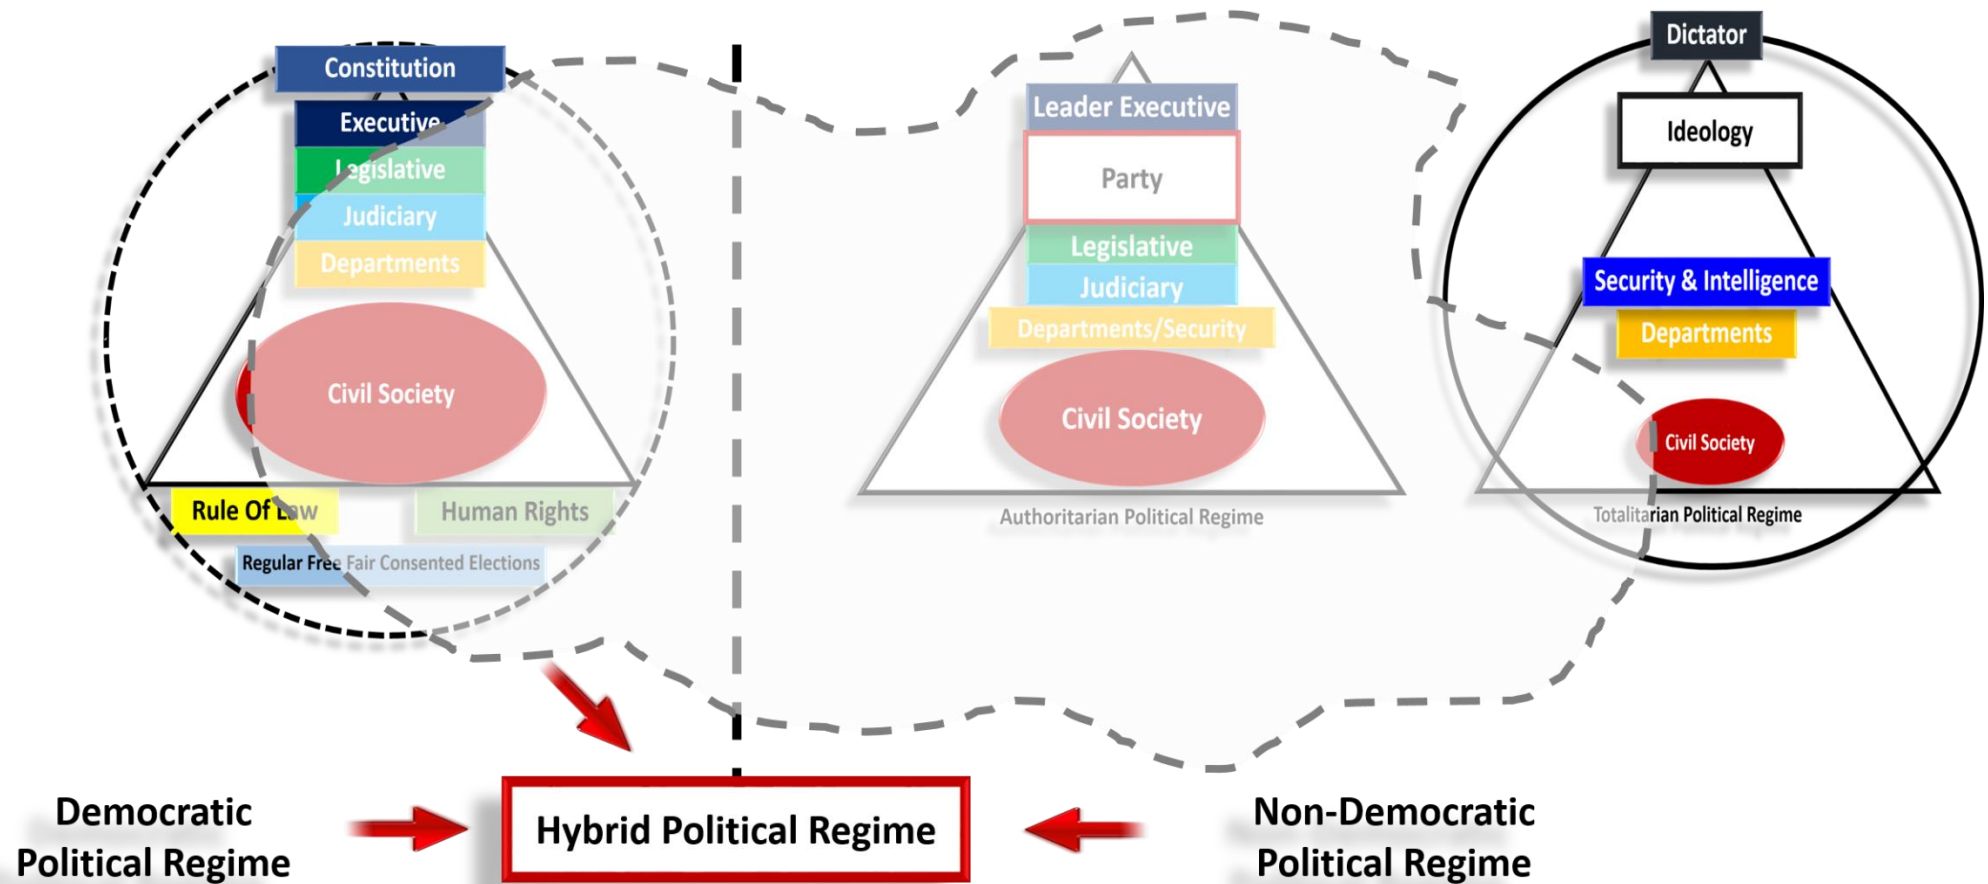 Constitution
Executive
Legislative
Judiciary
Departments
Civil Society
Rule Of Law
Human Rights
Regular Free Fair Consented Elections
Leader Executive
Party
Legislative
Judiciary
Departments/Security
Civil Society
Authoritarian Political Regime
Dictator
Ideology
Security & Intelligence
Departments
Civil Society
Totalitarian Political Regime
Democratic
Political Regime
Hybrid Political Regime
Non-Democratic
Political Regime